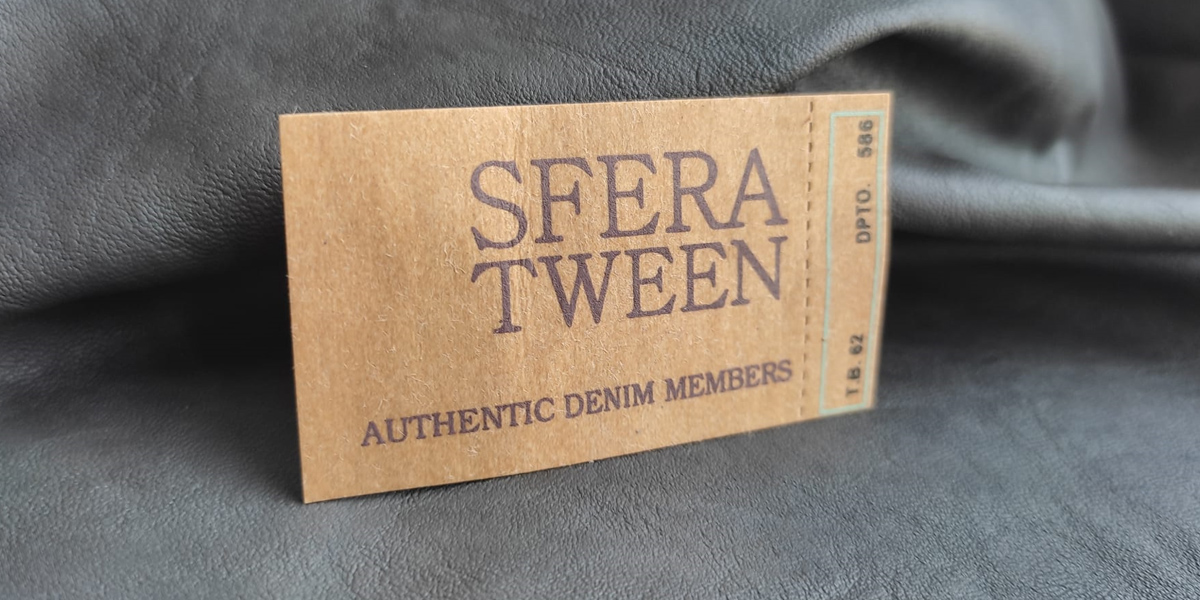 SFERA
TWEEN
AUTHENTIC DENIM MEMBERS
T.B. 62 DPTO. 586